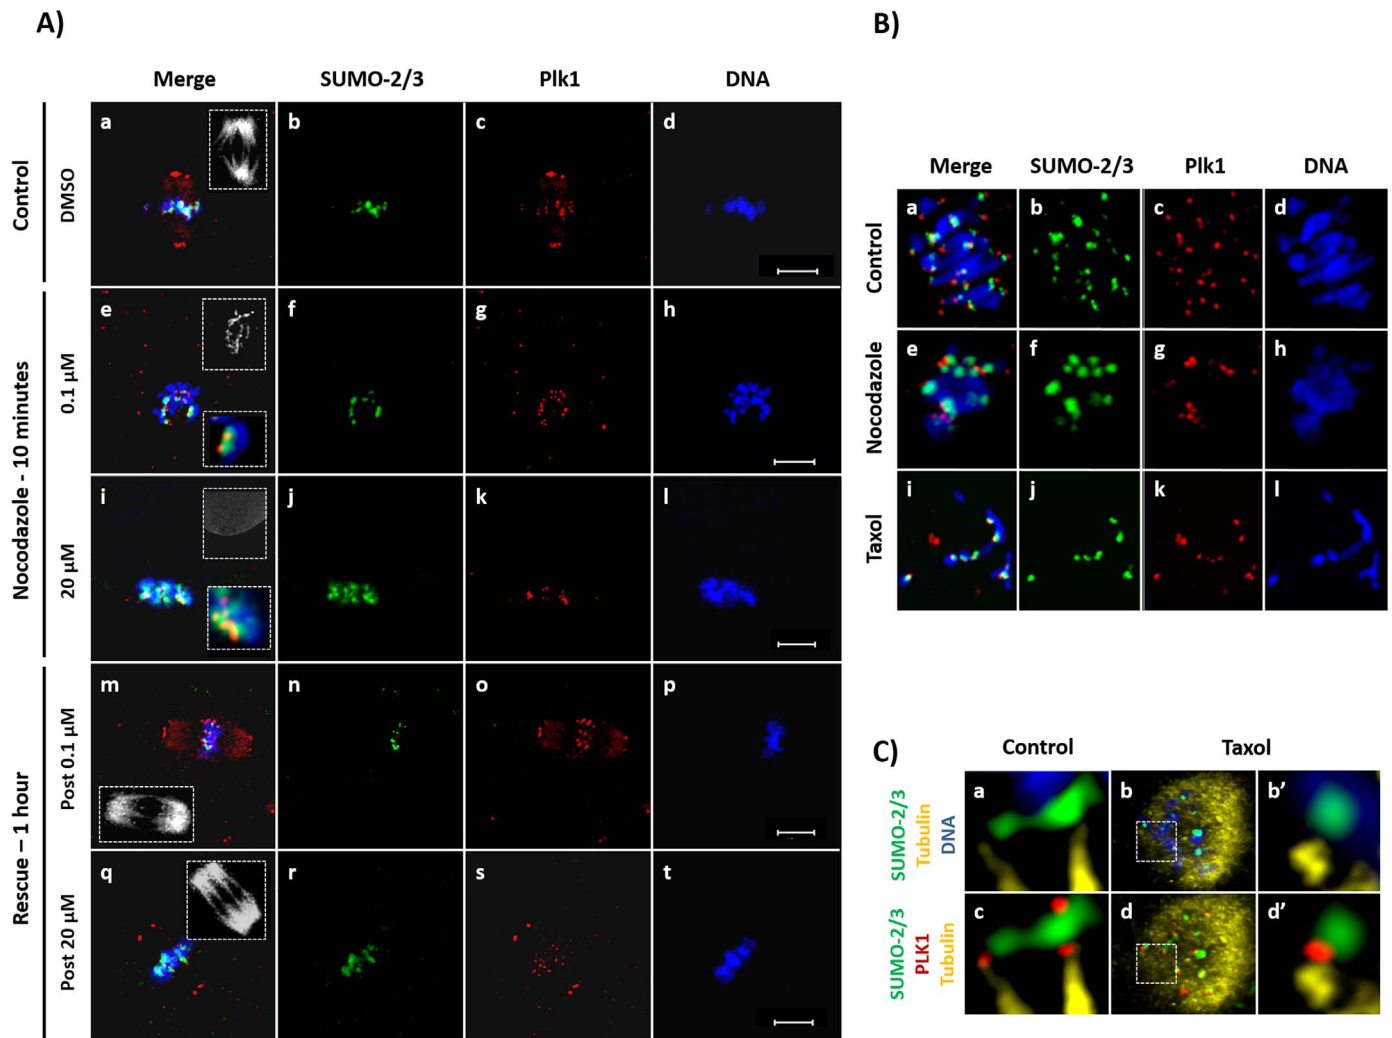 A)
Merge SUMO-2/3 Plk1 DNA
Control
DMSO
a b c d
Nocodazole - 10 minutes
0.1 µM
e f g h
20 µM
i j k l
Rescue – 1 hour
Post 0.1 µM
m n o p
Post 20 µM
q r s t
B)
Merge SUMO-2/3 Plk1 DNA
Control
a b c d
Nocodazole
e f g h
Taxol
i j k l
C)
Control Taxol
SUMO-2/3
Tubulin
DNA
a b b'
SUMO-2/3
PLK1
Tubulin
c d d'